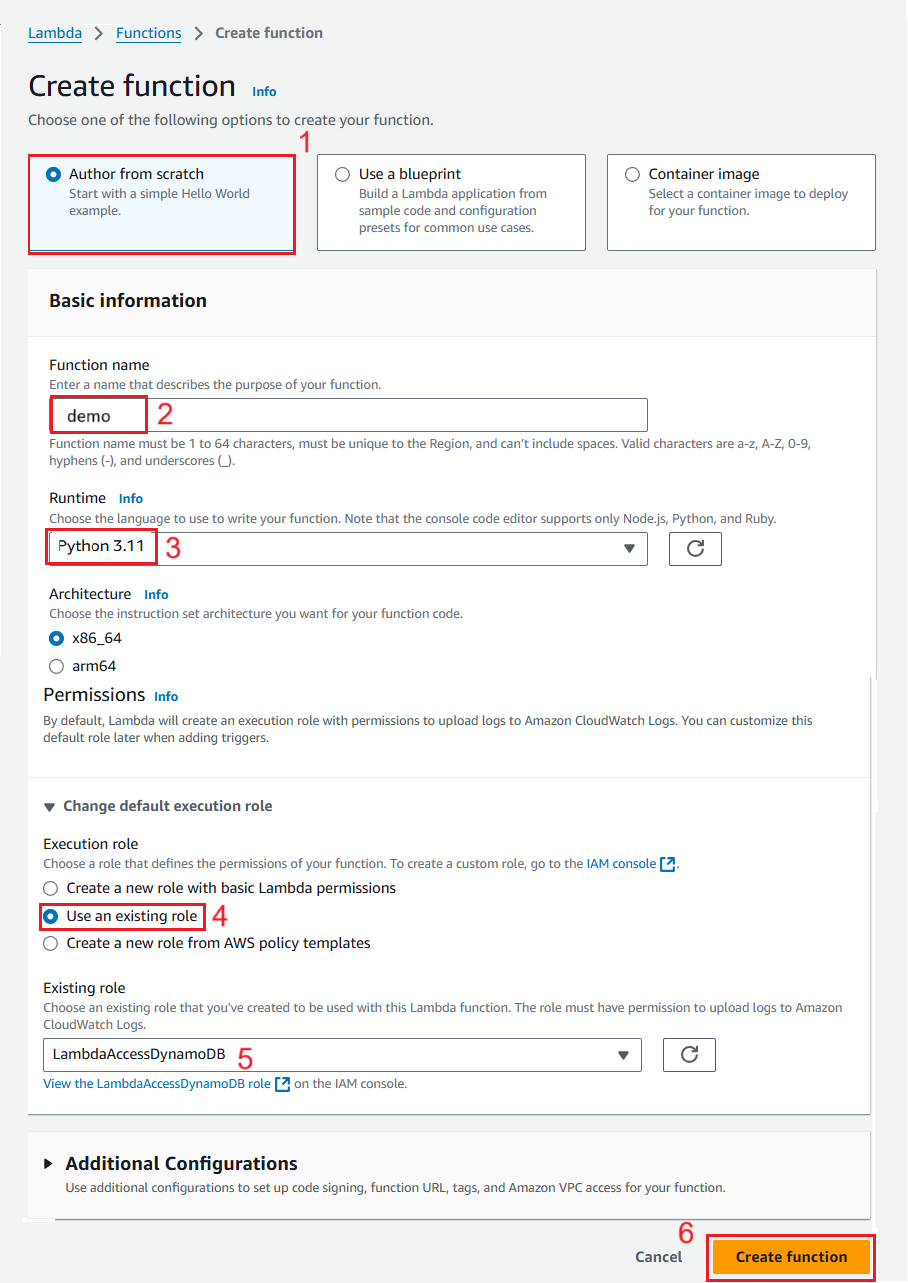 Lambda > Functions > Create function
Create function Info
Choose one of the following options to create your function.
1
Author from scratch
Start with a simple Hello World
example.
Use a blueprint
Build a Lambda application from
sample code and configuration
presets for common use cases.
Container image
Select a container image to deploy
for your function.
Basic information
Function name
Enter a name that describes the purpose of your function.
demo 2
Function name must be 1 to 64 characters, must be unique to the Region, and can't include spaces. Valid characters are a-z, A-Z, 0-9,
hyphens (-), and underscores (_).
Runtime Info
Choose the language to use to write your function. Note that the console code editor supports only Node.js, Python, and Ruby.
Python 3.11 3
Architecture Info
Choose the instruction set architecture you want for your function code.
x86_64
arm64
Permissions Info
By default, Lambda will create an execution role with permissions to upload logs to Amazon CloudWatch Logs. You can customize this
default role later when adding triggers.
Change default execution role
Execution role
Choose a role that defines the permissions of your function. To create a custom role, go to the IAM console.
Create a new role with basic Lambda permissions
Use an existing role 4
Create a new role from AWS policy templates
Existing role
Choose an existing role that you've created to be used with this Lambda function. The role must have permission to upload logs to Amazon
CloudWatch Logs.
LambdaAccessDynamoDB 5
View the LambdaAccessDynamoDB role on the IAM console.
Additional Configurations
Use additional configurations to set up code signing, function URL, tags, and Amazon VPC access for your function.
6
Cancel Create function